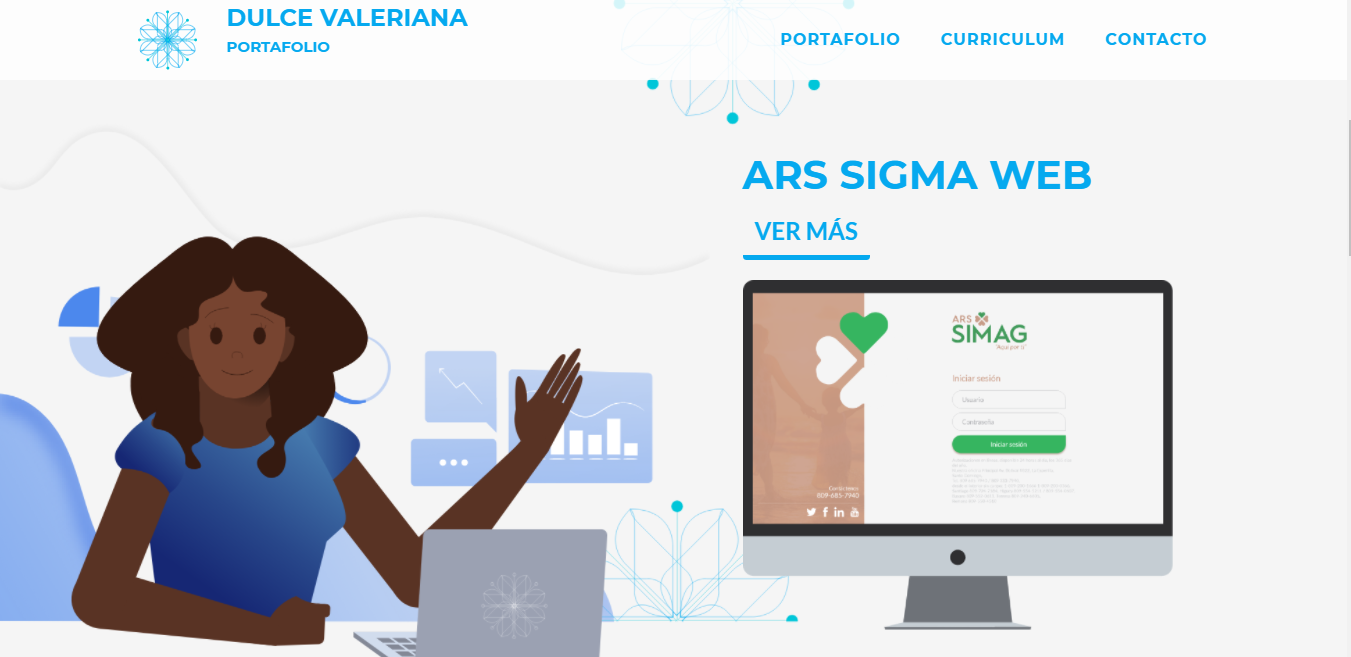 DULCE VALERIANA
PORTAFOLIO
PORTAFOLIO
CURRICULUM
CONTACTO
ARS SIGMA WEB
VER MÁS
ARS
SIMAG
"Aquí por ti"
Iniciar sesión
Usuario
Contraseña
Iniciar sesión
809-685-7940